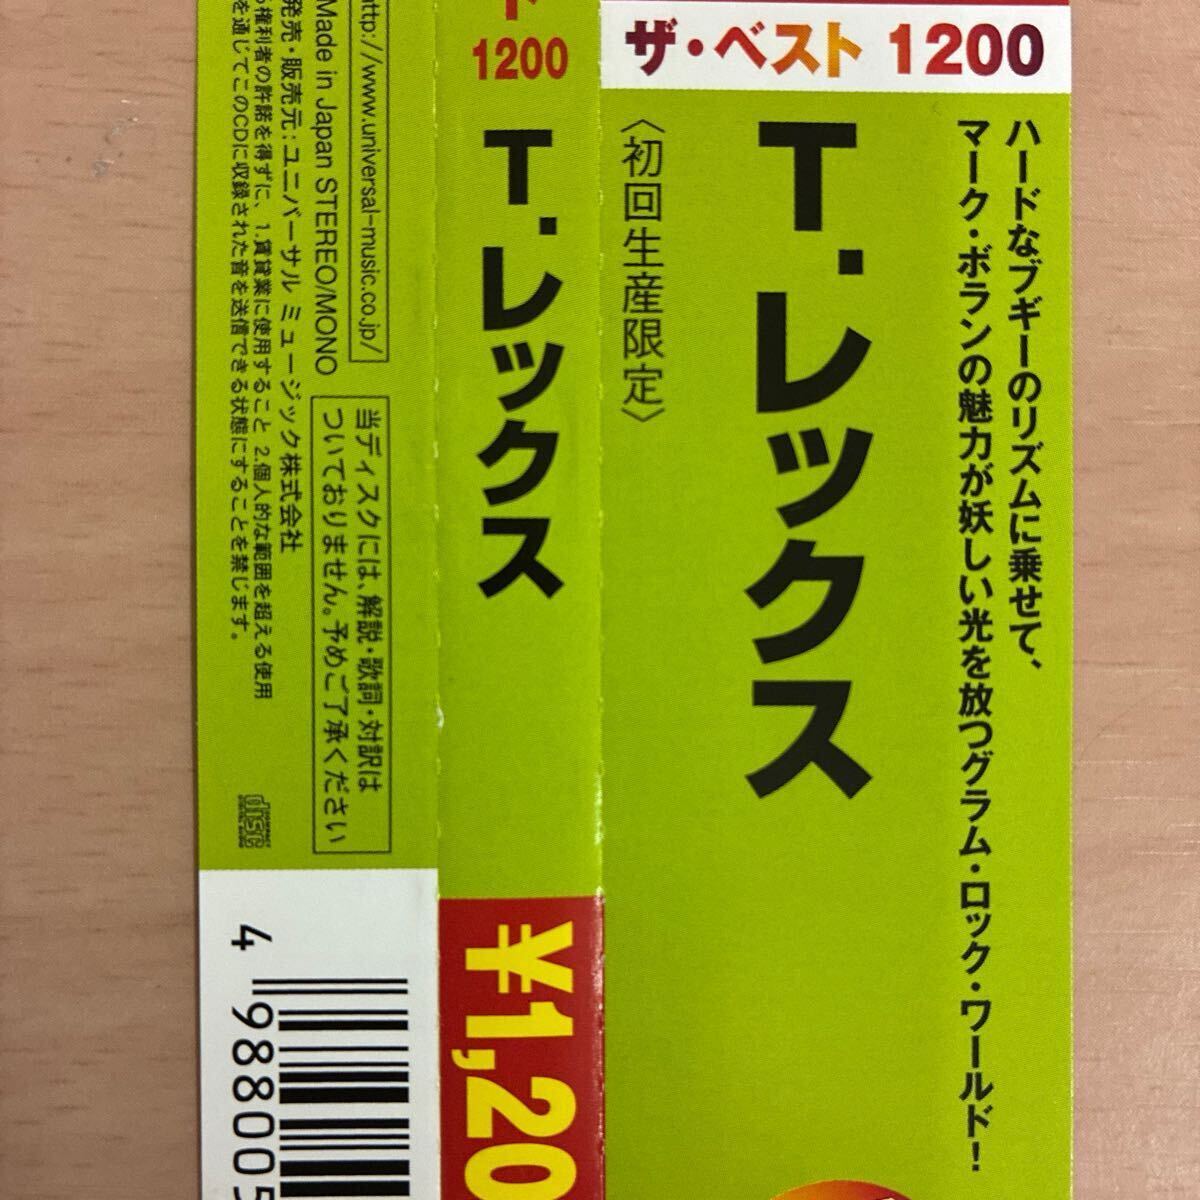 ザ・ベスト 1200
ハードなブギーのリズムに乗せて、
マーク・ボランの魅力が妖しい光を放つグラム・ロック・ワールド!
T.レックス
〈初回生産限定〉
ト
1200
T.レックス
¥1,20
http://www.universal-music.co.jp/
当ディスクには、解説・歌詞・対訳は
ついておりません。予めご了承ください
Made in Japan STEREO/MONO
発売・販売元:ユニバーサル ミュージック株式会社
権利者の許諾を得ずに、1.賃貸業に使用すること 2.個人的な範囲を超える使用
を通じてこのCDに収録された音を送信できる状態にすることを禁じます。
COMPACT
disc
DIGITAL AUDIO
4 988005